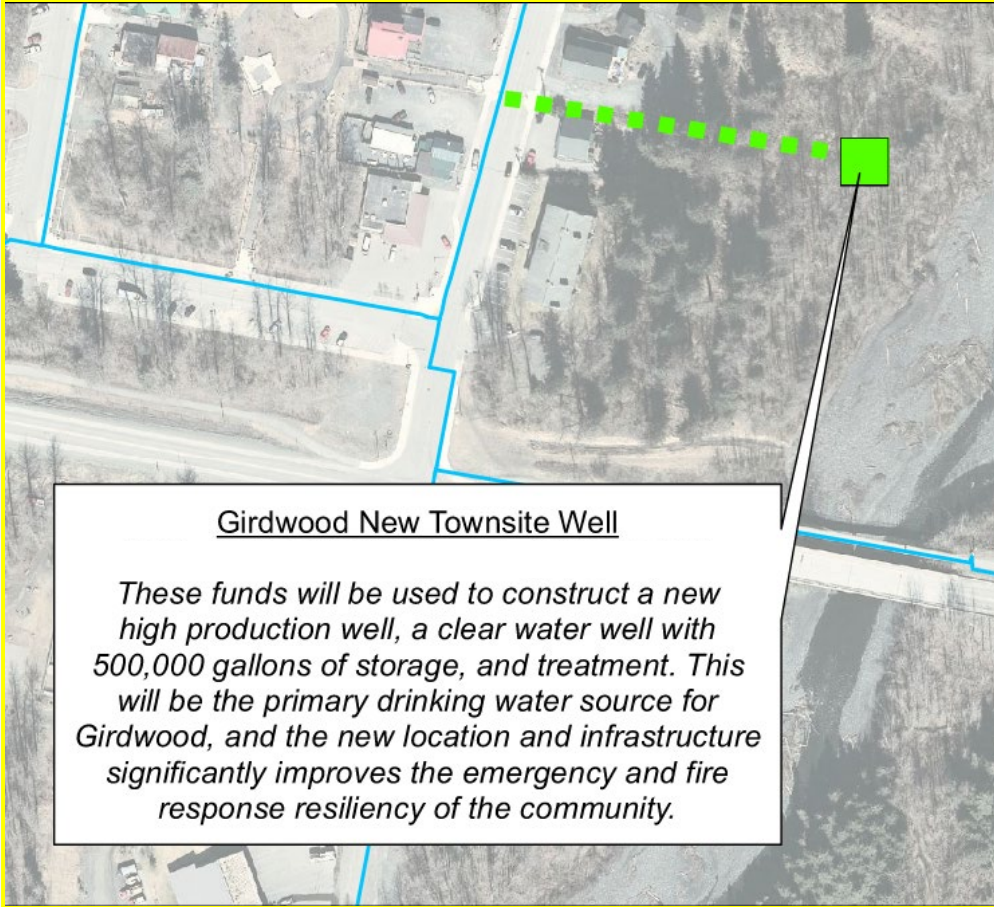 Girdwood New Townsite Well
These funds will be used to construct a new
high production well, a clear water well with
500,000 gallons of storage, and treatment. This
will be the primary drinking water source for
Girdwood, and the new location and infrastructure
significantly improves the emergency and fire
response resiliency of the community.